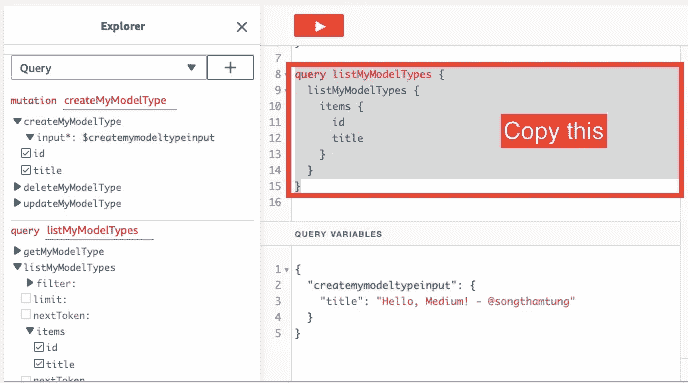 Explorer
Query
mutation createMyModelType
createMyModelType
input*: $createmymodeltypeinput
id
title
deleteMyModelType
updateMyModelType
query listMyModelTypes
getMyModelType
listMyModelTypes
filter:
limit:
nextToken:
items
id
title
nextToken
7 }
8 query listMyModelTypes {
9 listMyModelTypes {
10 items {
11 id
12 title
13 }
14 }
15 }
16
Copy this
QUERY VARIABLES
1 {
2 "createmymodeltypeinput": {
3 "title": "Hello, Medium! - @songthamtung"
4 }
5 }